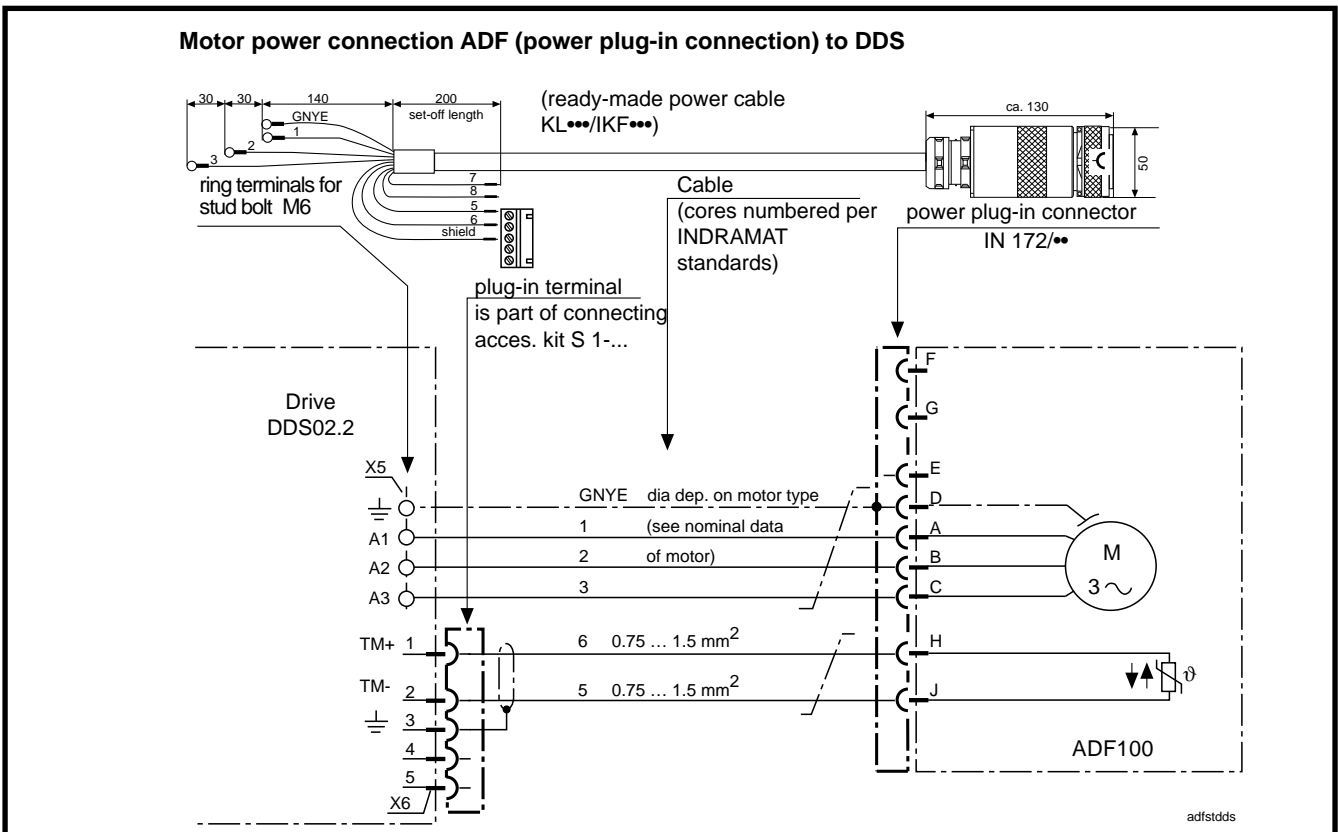 Motor power connection ADF (power plug-in connection) to DDS
30 30 140 200
set-off length
GNYE
1
2
3
(ready-made power cable
KL•••/IKF•••)
ca. 130
50
ring terminals for
stud bolt M6
7
8
5
6
shield
Cable
(cores numbered per
INDRAMAT
standards)
power plug-in connector
IN 172/••
plug-in terminal
is part of connecting
acces. kit S 1-...
Drive
DDS02.2
X5
F
G
E
GNYE dia dep. on motor type D
A1 1 (see nominal data A
A2 2 of motor) B
A3 3 C
M
3
TM+ 1 6 0.75 ... 1.5 mm2 H
TM- 2 5 0.75 ... 1.5 mm2 J
ϑ
3
4
5
X6
ADF100
adfstdds